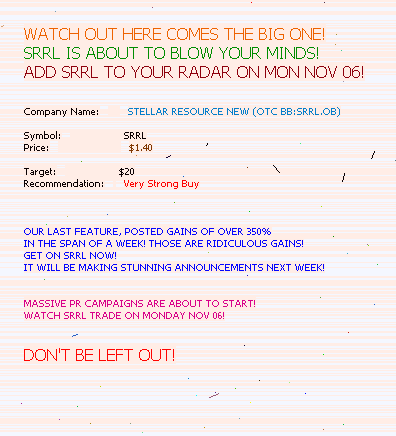 WATCH OUT HERE COMES THE BIG ONE!
SRRL IS ABOUT TO BLOW YOUR MINDS!
ADD SRRL TO YOUR RADAR ON MON NOV 06!
Company Name: STELLAR RESOURCE NEW (OTC BB:SRRL.OB)
Symbol: SRRL
Price: $1.40
Target: $20
Recommendation: Very Strong Buy
OUR LAST FEATURE, POSTED GAINS OF OVER 350%
IN THE SPAN OF A WEEK! THOSE ARE RIDICULOUS GAINS!
GET ON SRRL NOW!
IT WILL BE MAKING STUNNING ANNOUNCEMENTS NEXT WEEK!
MASSIVE PR CAMPAIGNS ARE ABOUT TO START!
WATCH SRRL TRADE ON MONDAY NOV 06!
DON'T BE LEFT OUT!